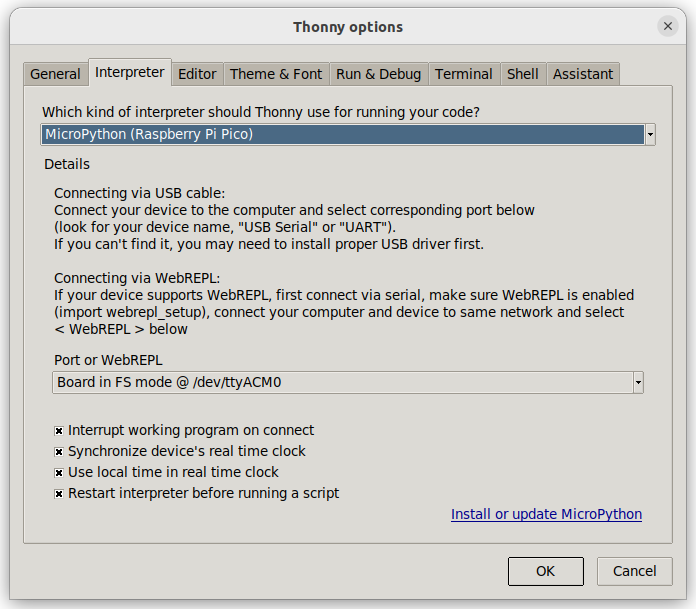 Thonny options
General
Interpreter
Editor
Theme & Font
Run & Debug
Terminal
Shell
Assistant
Which kind of interpreter should Thonny use for running your code?
MicroPython (Raspberry Pi Pico)
Details
Connecting via USB cable:
Connect your device to the computer and select corresponding port below
(look for your device name, "USB Serial" or "UART").
If you can't find it, you may need to install proper USB driver first.
Connecting via WebREPL:
If your device supports WebREPL, first connect via serial, make sure WebREPL is enabled
(import webrepl_setup), connect your computer and device to same network and select
< WebREPL > below
Port or WebREPL
Board in FS mode @ /dev/ttyACM0
Interrupt working program on connect
Synchronize device's real time clock
Use local time in real time clock
Restart interpreter before running a script
Install or update MicroPython
OK
Cancel